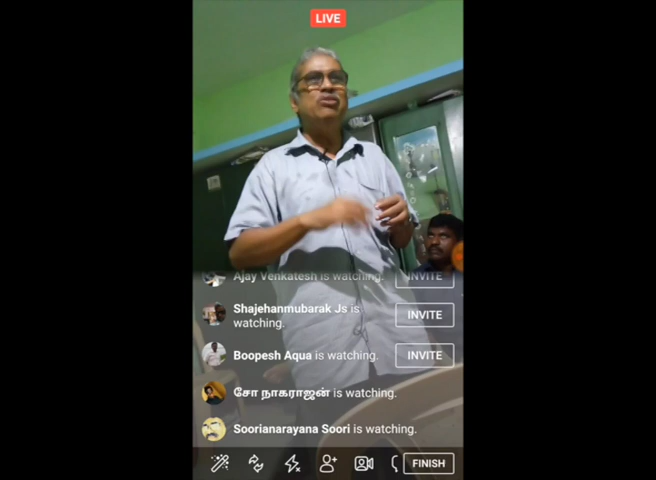 LIVE
Ajay Venkatesh is watching.
INVITE
Shajehanmubarak Js is
watching.
INVITE
Boopesh Aqua is watching.
INVITE
சோ நாகராஜன் is watching.
Soorianarayana Soori is watching.
FINISH